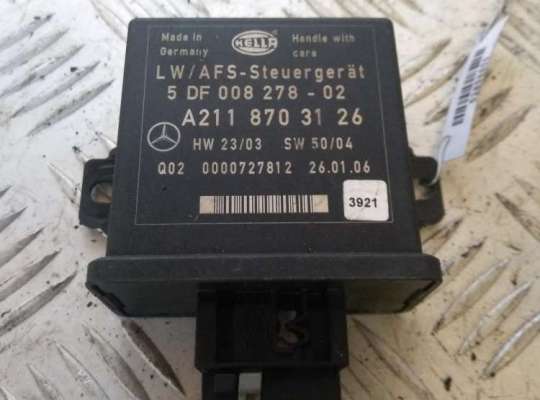 Made in Germany
HELLA
Handle with care
LW/AFS-Steuergerät
5 DF 008 278-02
A211 870 31 26
HW 23/03 SW 50/04
Q02 0000727812 26.01.06
3921